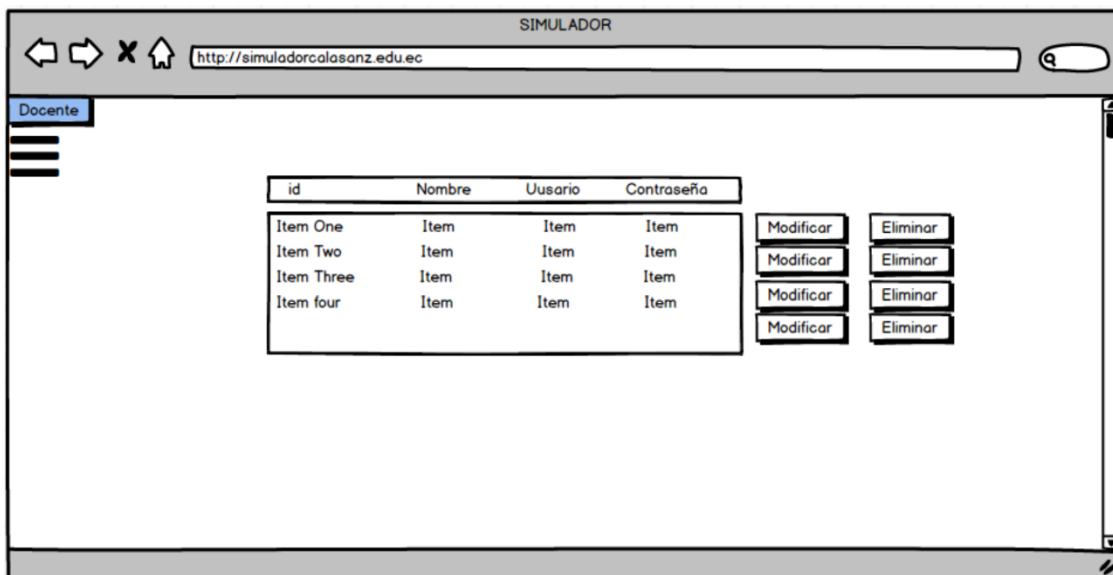 SIMULADOR
http://simuladorcalasanz.edu.ec
Docente
id Nombre Uusario Contraseña
Item One Item Item Item Modificar Eliminar
Item Two Item Item Item Modificar Eliminar
Item Three Item Item Item Modificar Eliminar
Item four Item Item Item Modificar Eliminar